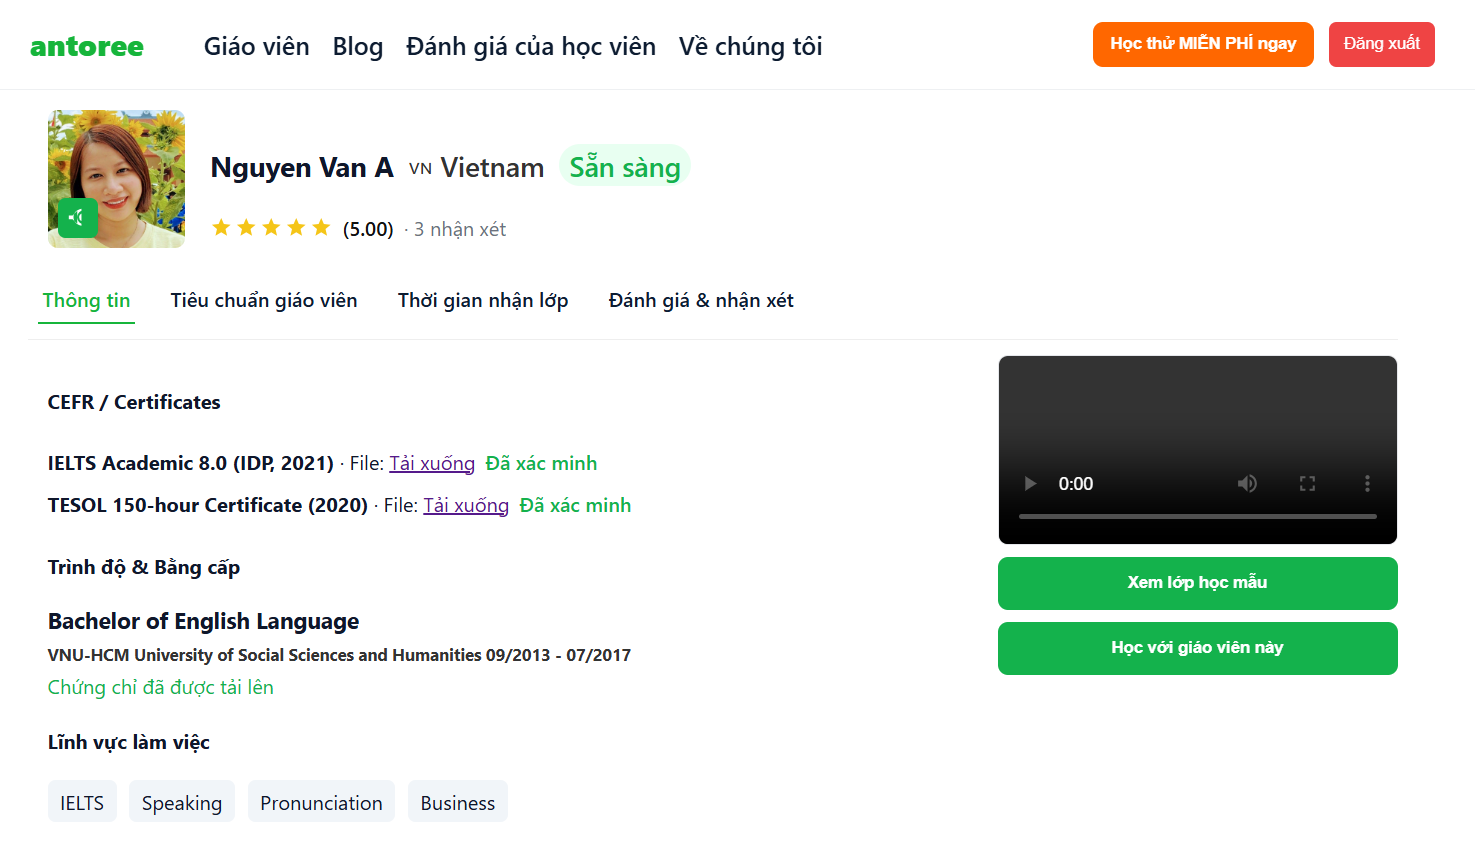 antoree Giáo viên Blog Đánh giá của học viên Về chúng tôi Học thử MIỄN PHÍ ngay Đăng xuất
Nguyen Van A VN Vietnam Sẵn sàng
(5.00) · 3 nhận xét
Thông tin Tiêu chuẩn giáo viên Thời gian nhận lớp Đánh giá & nhận xét
CEFR / Certificates
IELTS Academic 8.0 (IDP, 2021) · File: Tải xuống Đã xác minh
TESOL 150-hour Certificate (2020) · File: Tải xuống Đã xác minh
Trình độ & Bằng cấp
Bachelor of English Language
VNU-HCM University of Social Sciences and Humanities 09/2013 - 07/2017
Chứng chỉ đã được tải lên
Lĩnh vực làm việc
IELTS Speaking Pronunciation Business
0:00
Xem lớp học mẫu
Học với giáo viên này